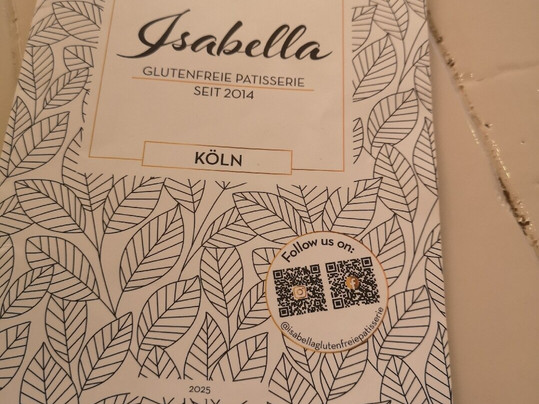 Isabella
GLUTENFREIE PATISSERIE
SEIT 2014
KÖLN
Follow us on:
@isabellaglutenfreiepatisserie
2025